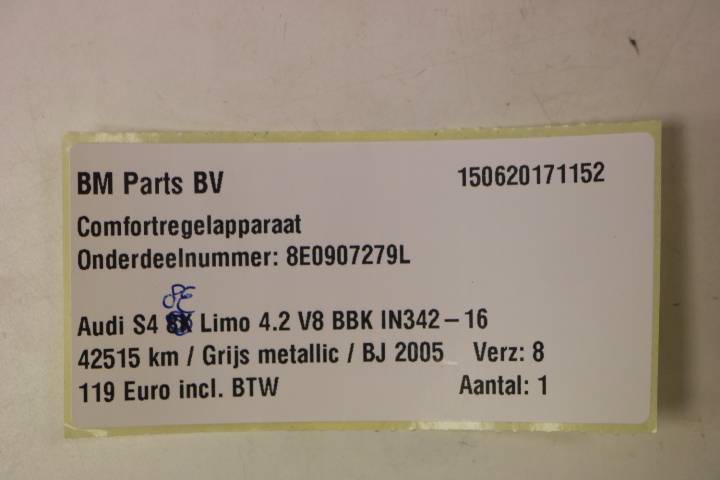 BM Parts BV 150620171152
Comfortregelapparaat
Onderdeelnummer: 8E0907279L
8E
Audi S4 Limo 4.2 V8 BBK IN342-16
42515 km / Grijs metallic / BJ 2005 Verz: 8
119 Euro incl. BTW Aantal: 1